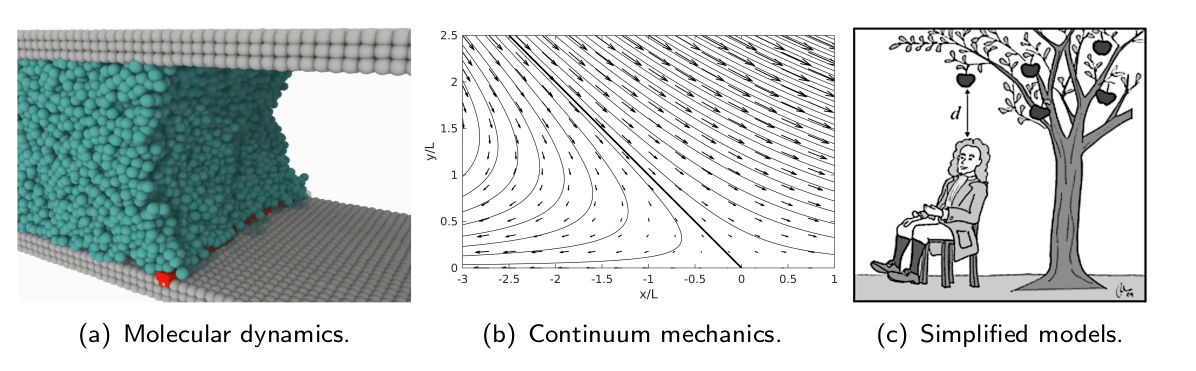 2.5
2
1.5
1
0.5
0
y/L
-3 -2.5 -2 -1.5 -1 -0.5 0 0.5 1
x/L
d
(a) Molecular dynamics.
(b) Continuum mechanics.
(c) Simplified models.